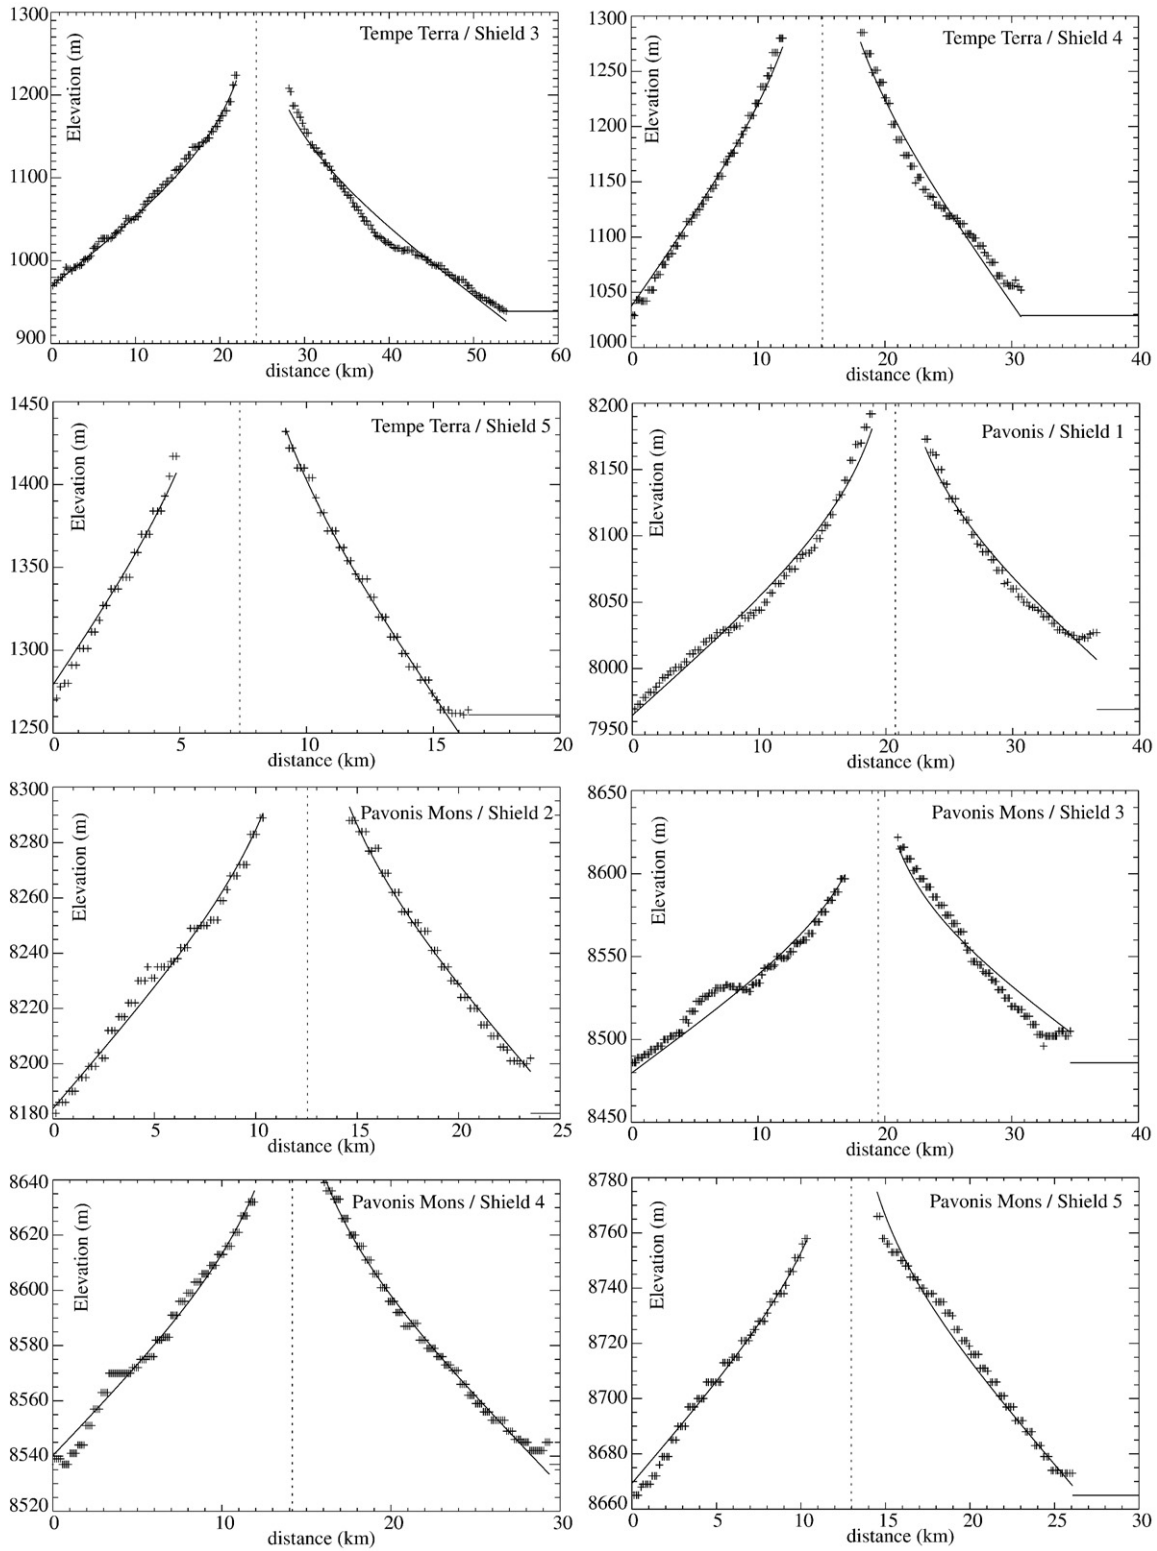 1300
1200
1100
1000
900
Elevation (m)
Tempe Terra / Shield 3
0 10 20 30 40 50 60
distance (km)
1300
1250
1200
1150
1100
1050
1000
Elevation (m)
Tempe Terra / Shield 4
0 10 20 30 40
distance (km)
1450
1400
1350
1300
1250
Elevation (m)
Tempe Terra / Shield 5
0 5 10 15 20
distance (km)
8200
8150
8100
8050
8000
7950
Elevation (m)
Pavonis / Shield 1
0 10 20 30 40
distance (km)
8300
8280
8260
8240
8220
8200
8180
Elevation (m)
Pavonis Mons / Shield 2
0 5 10 15 20 25
distance (km)
8650
8600
8550
8500
8450
Elevation (m)
Pavonis Mons / Shield 3
0 10 20 30 40
distance (km)
8640
8620
8600
8580
8560
8540
8520
Elevation (m)
Pavonis Mons / Shield 4
0 10 20 30
distance (km)
8780
8760
8740
8720
8700
8680
8660
Elevation (m)
Pavonis Mons / Shield 5
0 5 10 15 20 25 30
distance (km)